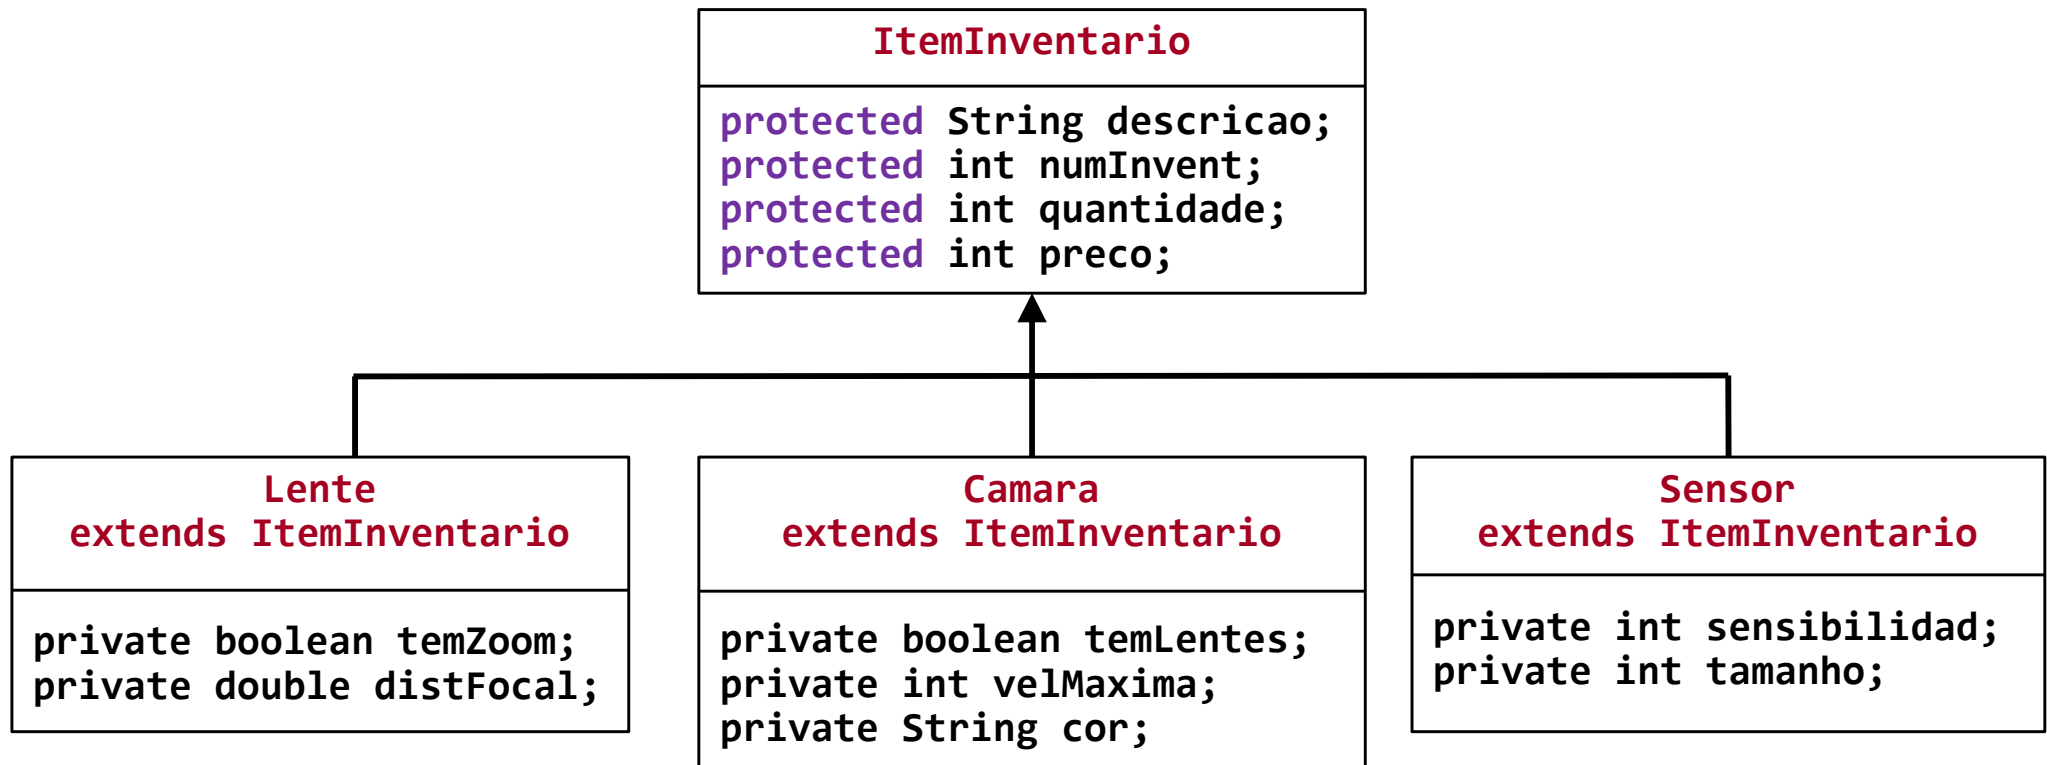 ItemInventario
protected String descricao;
protected int numInvent;
protected int quantidade;
protected int preco;
Lente
extends ItemInventario
private boolean temZoom;
private double distFocal;
Camara
extends ItemInventario
private boolean temLentes;
private int velMaxima;
private String cor;
Sensor
extends ItemInventario
private int sensibilidad;
private int tamanho;